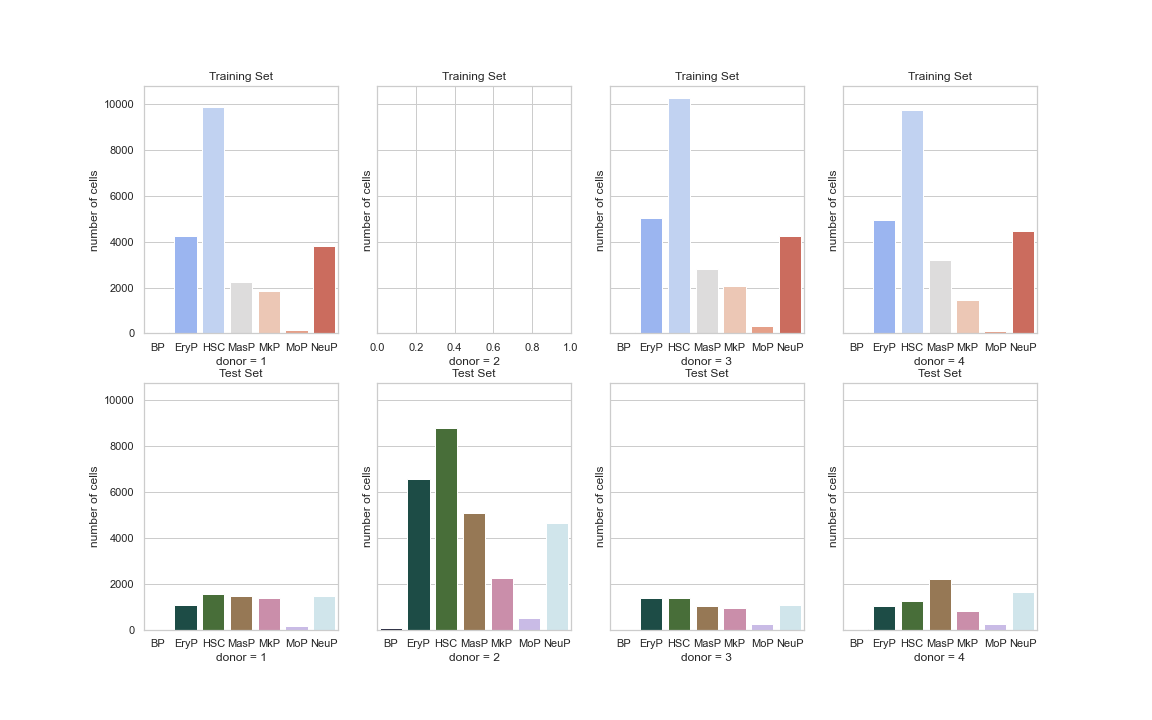 Training Set Training Set Training Set Training Set
number of cells number of cells number of cells number of cells
10000
8000
6000
4000
2000
0
BP EryP HSC MasP MkP MoP NeuP 0.0 0.2 0.4 0.6 0.8 1.0 BP EryP HSC MasP MkP MoP NeuP BP EryP HSC MasP MkP MoP NeuP
donor = 1 donor = 2 donor = 3 donor = 4
Test Set Test Set Test Set Test Set
number of cells number of cells number of cells number of cells
10000
8000
6000
4000
2000
0
BP EryP HSC MasP MkP MoP NeuP BP EryP HSC MasP MkP MoP NeuP BP EryP HSC MasP MkP MoP NeuP BP EryP HSC MasP MkP MoP NeuP
donor = 1 donor = 2 donor = 3 donor = 4